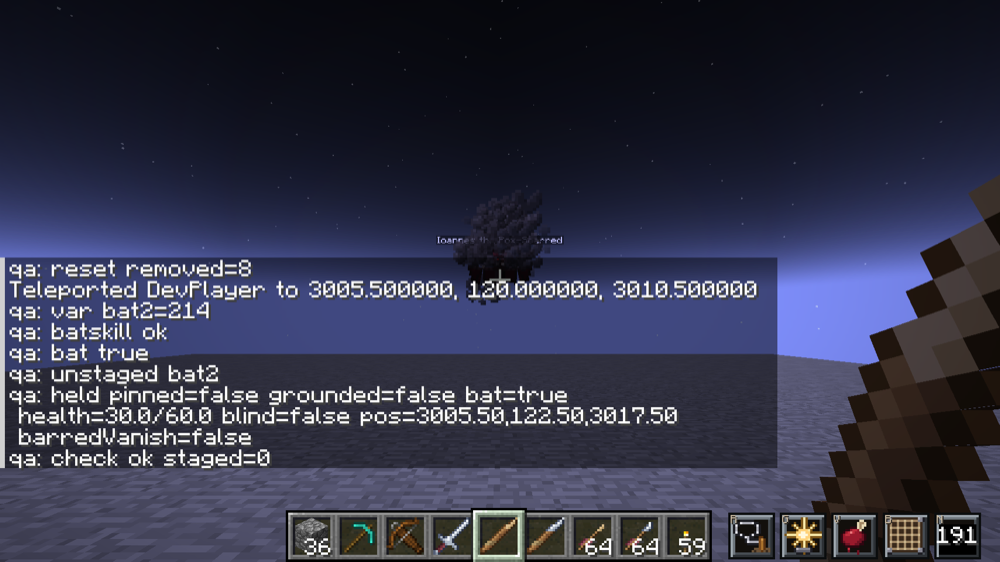 Ioannes the
qa: reset removed=8
Teleported DevPlayer to 3005.500000, 120.000000, 3010.500000
qa: var bat2=214
qa: batskill ok
qa: bat true
qa: unstaged bat2
qa: held pinned=false grounded=false bat=true
health=30.0/60.0 blind=false pos=3005.50,122.50,3017.50
barredVanish=false
qa: check ok staged=0
36 64 64 59 191